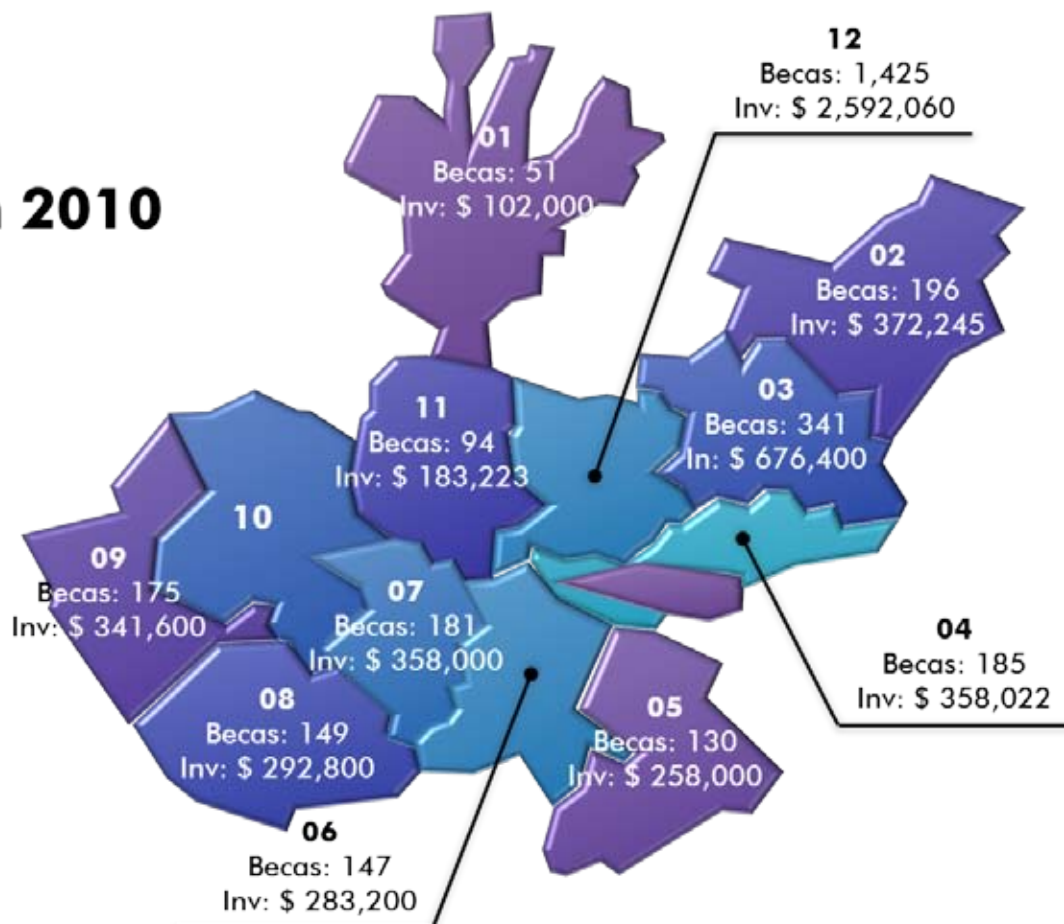 2010
12
Becas: 1,425
Inv: $ 2,592,060
01
Becas: 51
Inv: $ 102,000
02
Becas: 196
Inv: $ 372,245
03
Becas: 341
In: $ 676,400
11
Becas: 94
Inv: $ 183,223
10
09
Becas: 175
Inv: $ 341,600
07
Becas: 181
Inv: $ 358,000
04
Becas: 185
Inv: $ 358,022
08
Becas: 149
Inv: $ 292,800
05
Becas: 130
Inv: $ 258,000
06
Becas: 147
Inv: $ 283,200